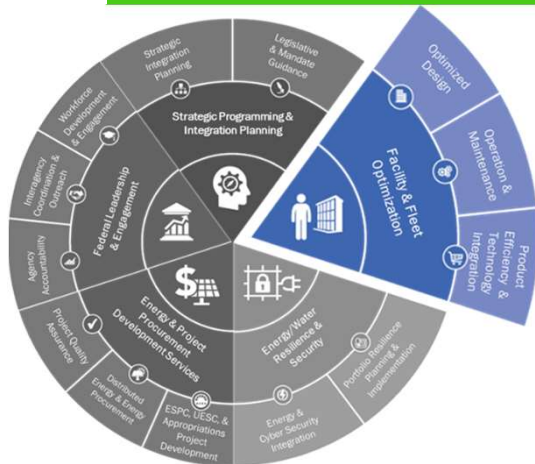 Strategic
Integration
Planning
Legislative
& Mandate
Guidance
Optimized
Design
Operation &
Maintenance
Product
Efficiency &
Technology
Integration
Facility & Fleet
Optimization
Strategic Programming &
Integration Planning
Workforce
Development
& Engagement
Interagency
Coordination &
Outreach
Agency
Accountability
Federal Leadership
& Engagement
Project Quality
Assurance
Distributed
Energy & Energy
Procurement
ESPC, UESC, &
Appropriations
Project
Development
Energy & Project
Procurement
Development Services
$
Energy/Water
Resilience &
Security
Energy &
Cyber Security
Integration
Portfolio Resilience
Planning &
Implementation